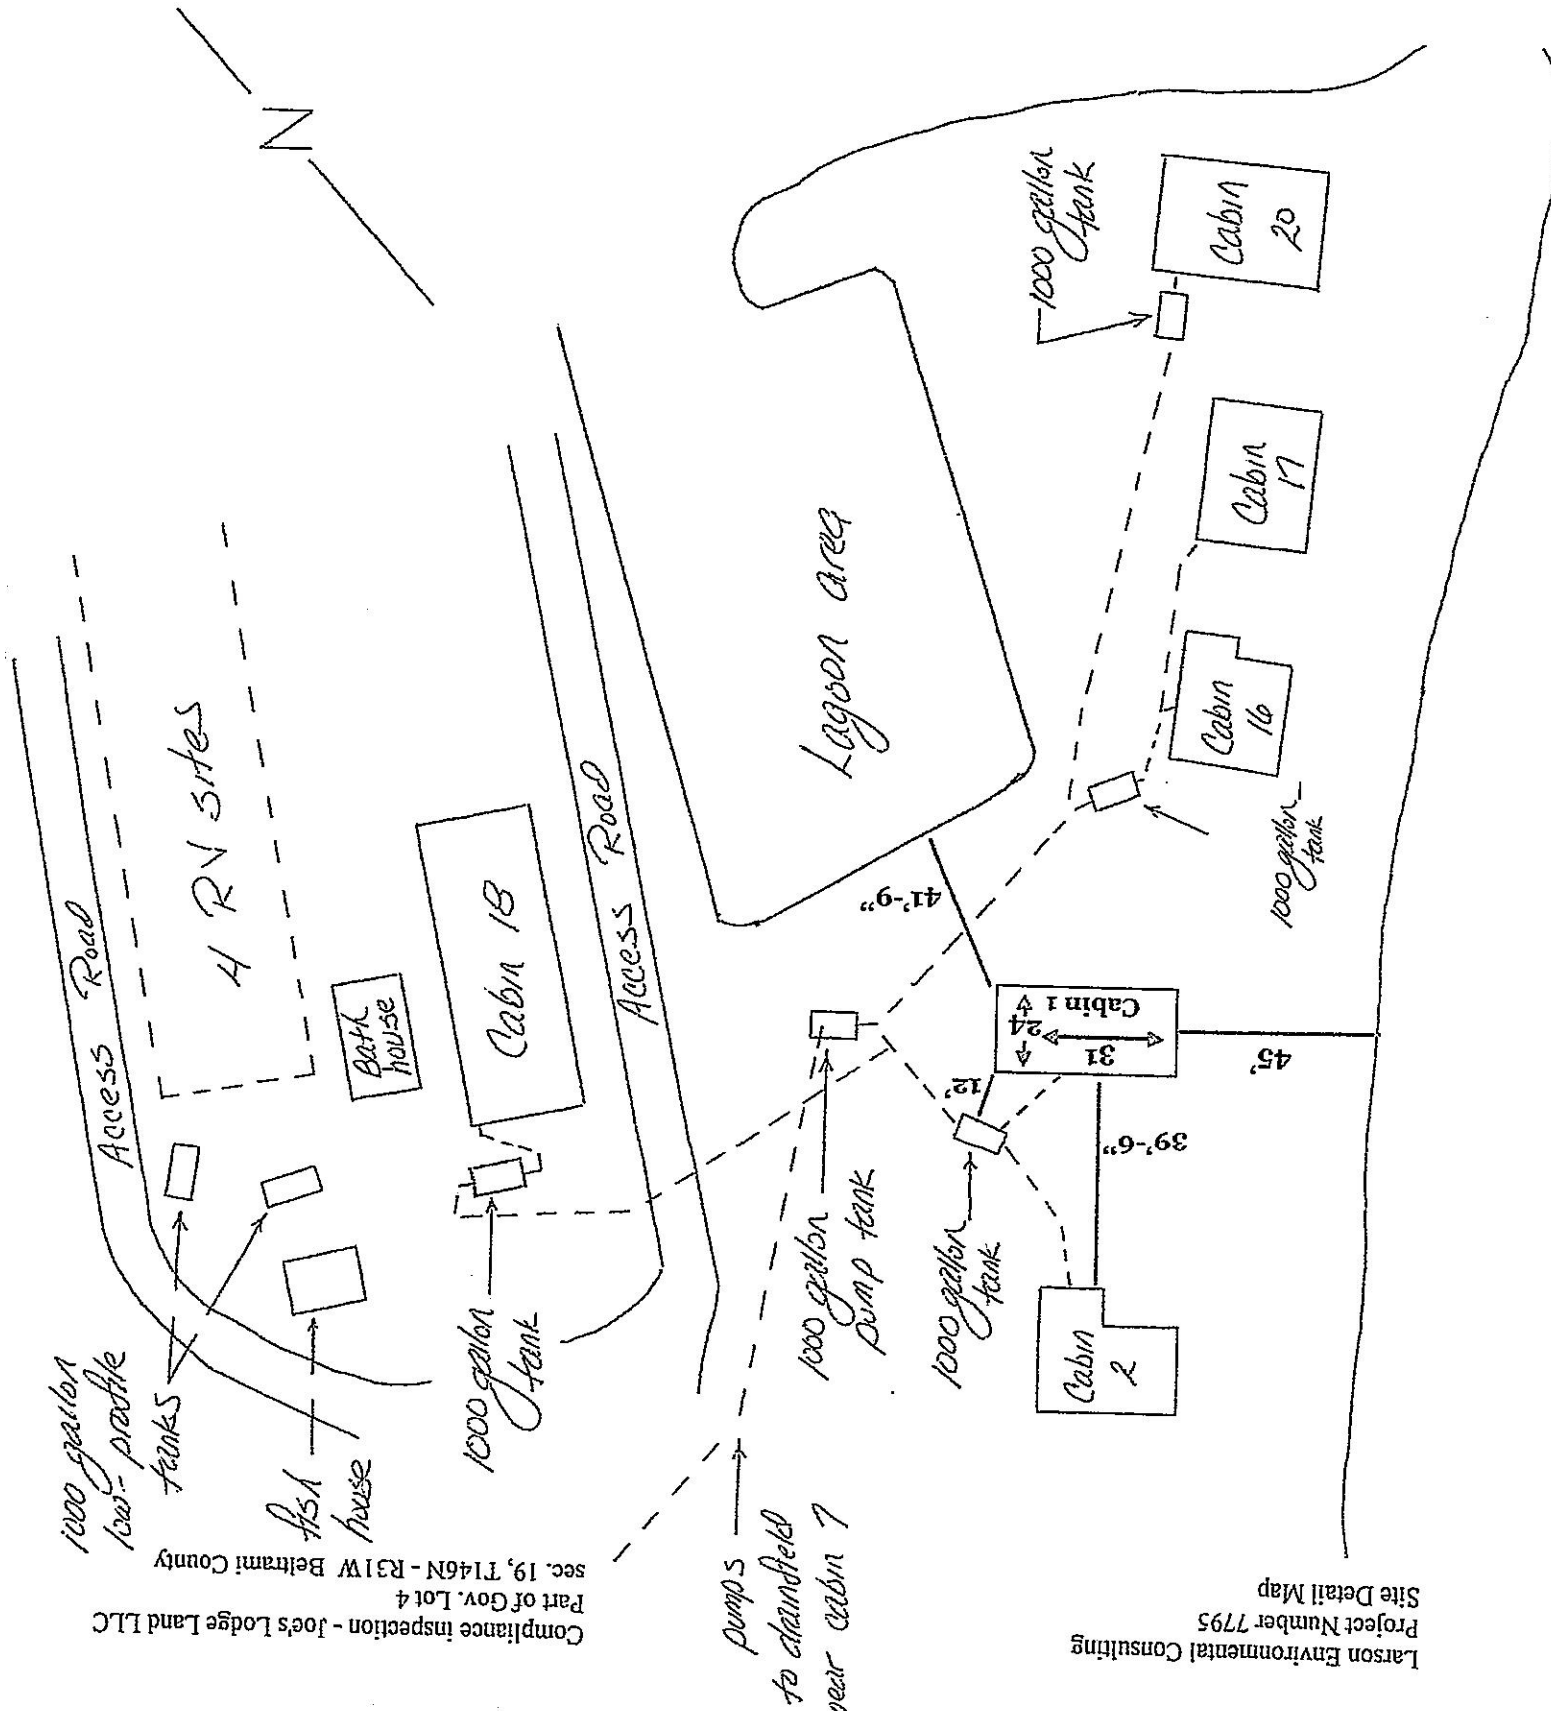 N
Access Road
4 RV sites
Bath
house
Cabin 18
Access Road
1000 gallon
low-profile
tanks
fish
house
1000 gallon
tank
Lagoon area
1000 gallon
tank
Cabin
20
Cabin
17
Cabin
16
1000 gallon
tank
41'-9"
Cabin 1
24
31
12'
45'
39'-6"
1000 gallon
pump tank
1000 gallon
tank
Cabin
2
pumps
to drainfield
near cabin 7
Compliance inspection - Joe's Lodge Land LLC
Part of Gov. Lot 4
sec. 19, T146N - R31W Beltrami County
Larson Environmental Consulting
Project Number 7795
Site Detail Map